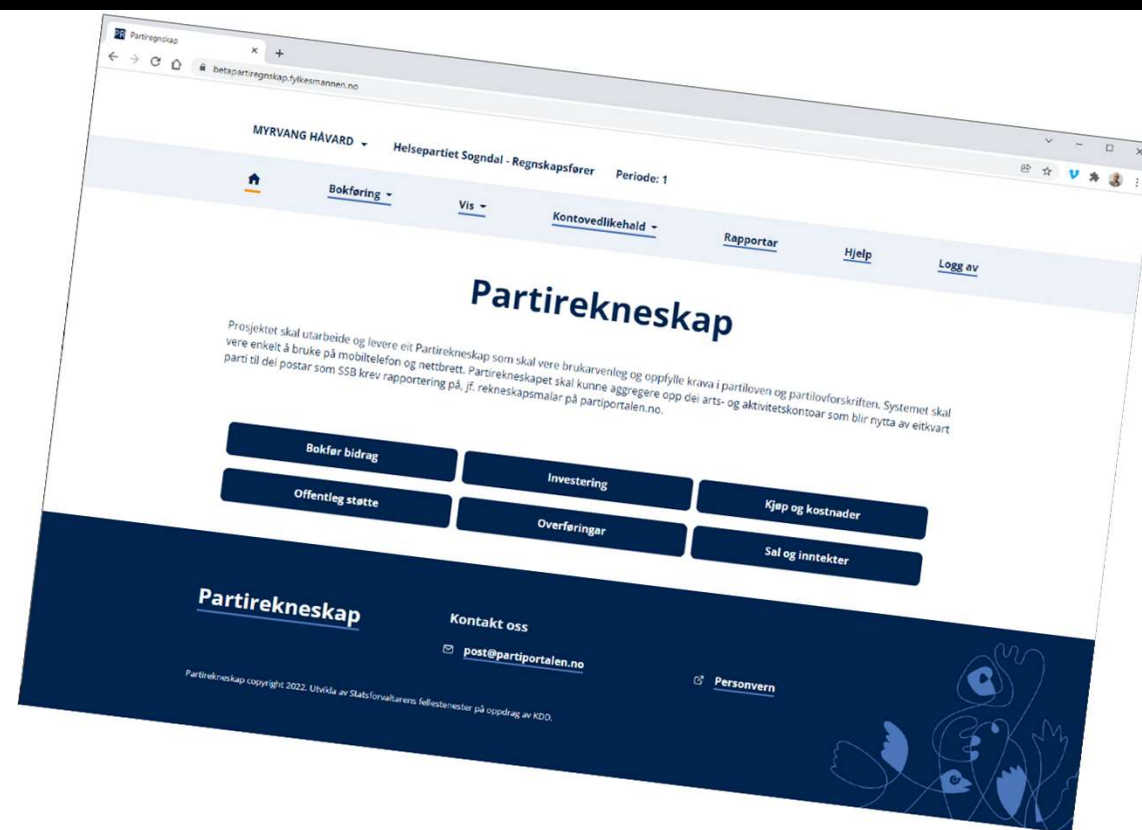 PR Partiregnskap
betapartiregnskap.fylkesmannen.no
MYRVANG HÅVARD Helsepartiet Sogndal - Regnskapsfører Periode: 1
Bokføring Vis Kontovedlikehald Rapportar Hjelp Logg av
Partirekneskap
Prosjektet skal utarbeide og levere eit Partirekneskap som skal vere brukarvenleg og oppfylle krava i partiloven og partilovforskriften. Systemet skal
vere enkelt å bruke på mobiltelefon og nettbrett. Partirekneskapet skal kunne aggregere opp dei arts- og aktivitetskontoar som blir nytta av eitkvart
parti til dei postar som SSB krev rapportering på, jf. rekneskapsmalar på partiportalen.no.
Bokfør bidrag Investering Kjøp og kostnader
Offentleg støtte Overføringar Sal og inntekter
Partirekneskap
Kontakt oss
post@partiportalen.no
Personvern
Partirekneskap copyright 2022. Utvikla av Statsforvaltarens fellestenester på oppdrag av KDD.